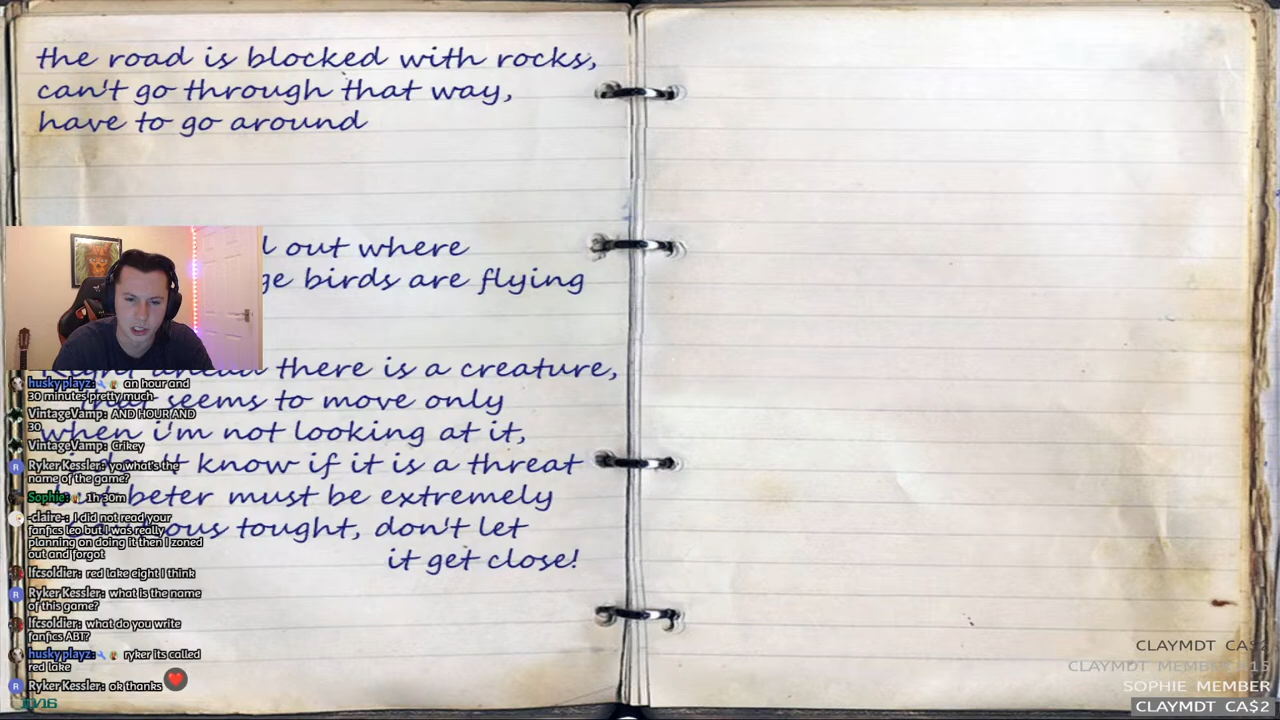 the road is blocked with rocks,
can't go through that way,
have to go around
out where
birds are flying
there is a creature,
that seems to move only
when i'm not looking at it,
know if it is a threat
beter must be extremely
tought, don't let
it get close!
huskyplayz: an hour and
30 minutes pretty much
VintageVamp: AND HOUR AND
30
VintageVamp: Crikey
Ryker Kessler: yo what's the
name of the game?
Sophie: 1h 30m
-claire-: I did not read your
fanfics leo but I was really
planning on doing it then I zoned
out and forgot
lfcsoldier: red lake eight I think
Ryker Kessler: what is the name
of this game?
lfcsoldier: what do you write
fanfics ABT?
huskyplayz: ryker its called
red lake
Ryker Kessler: ok thanks
CLAYMDT CA$2
CLAYMDT MEMBER
SOPHIE MEMBER
CLAYMDT CA$2